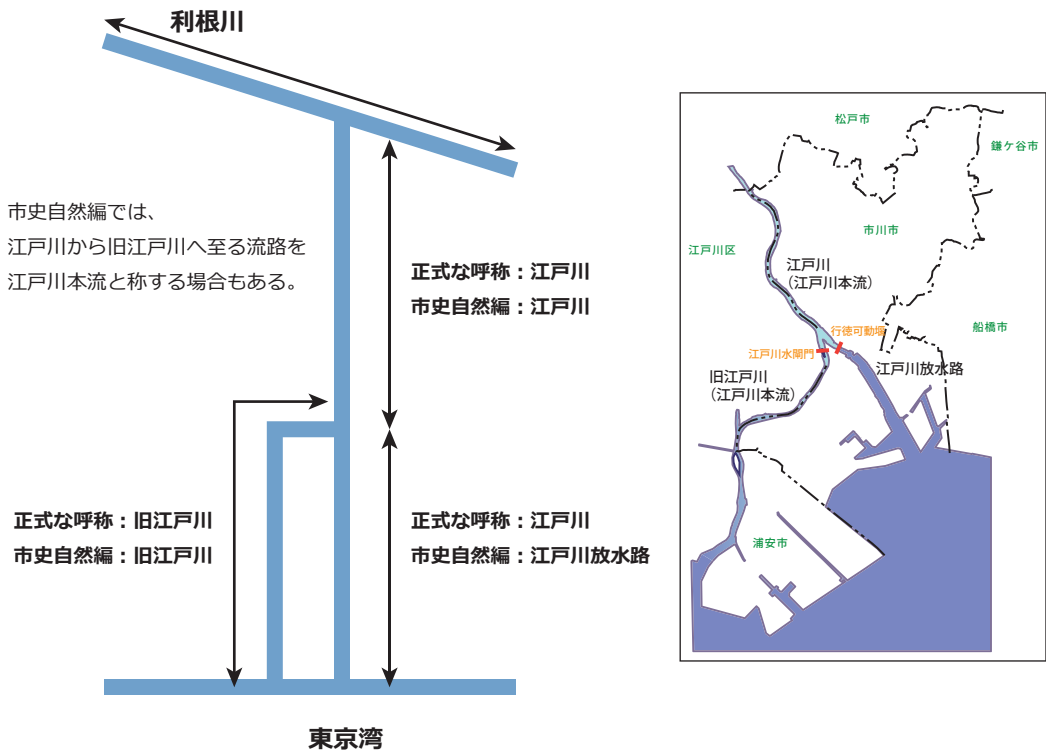 利根川
市史自然編では、
江戸川から旧江戸川へ至る流路を
江戸川本流と称する場合もある。
正式な呼称：江戸川
市史自然編：江戸川
正式な呼称：旧江戸川
市史自然編：旧江戸川
正式な呼称：江戸川
市史自然編：江戸川放水路
東京湾
松戸市
鎌ケ谷市
市川市
江戸川区
江戸川
（江戸川本流）
船橋市
行徳可動堰
江戸川水閘門
江戸川放水路
旧江戸川
（江戸川本流）
浦安市